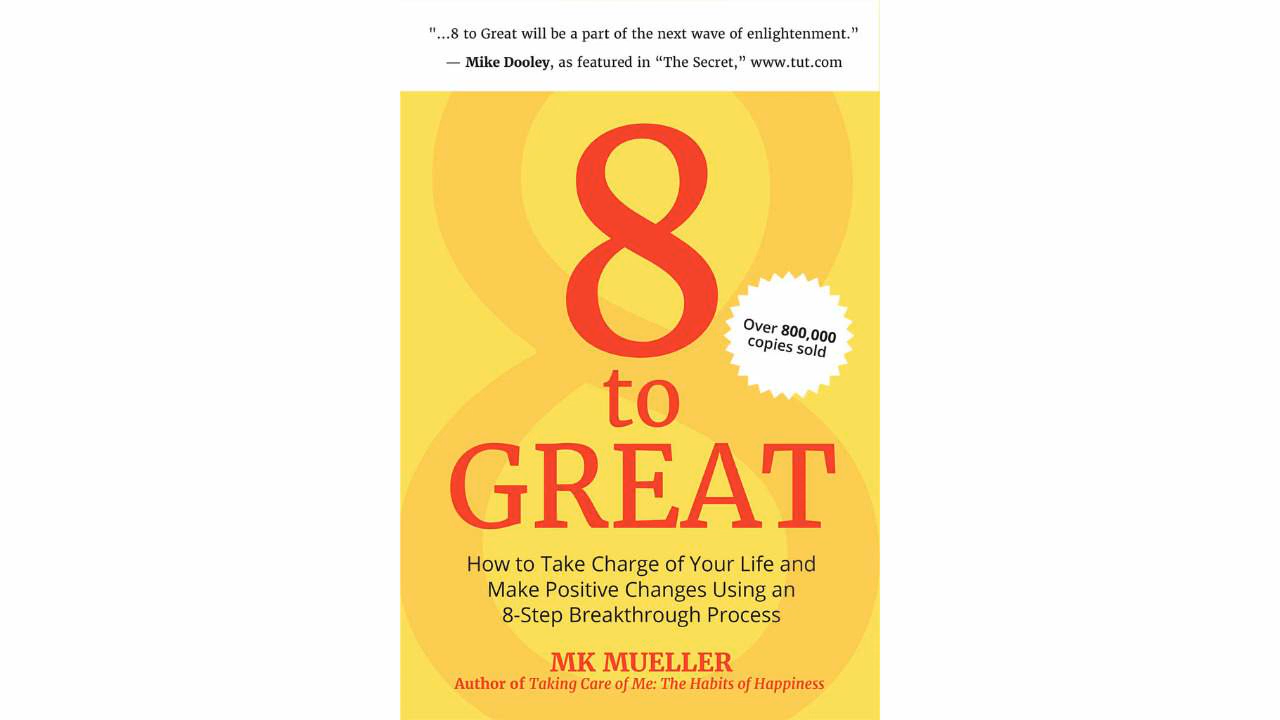 "...8 to Great will be a part of the next wave of enlightenment.”
— Mike Dooley, as featured in “The Secret,” www.tut.com
8
Over 800,000
copies sold
to
GREAT
How to Take Charge of Your Life and
Make Positive Changes Using an
8-Step Breakthrough Process
MK MUELLER
Author of Taking Care of Me: The Habits of Happiness